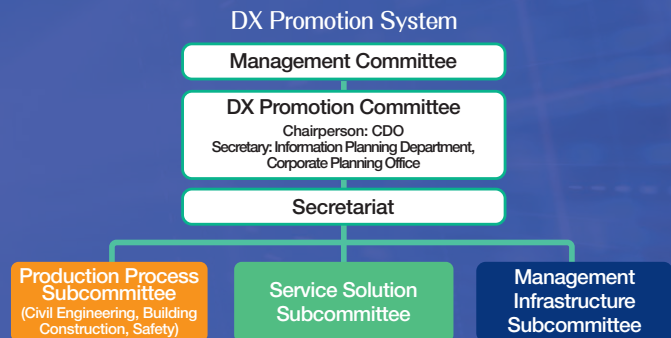 DX Promotion System
Management Committee
DX Promotion Committee
Chairperson: CDO
Secretary: Information Planning Department,
Corporate Planning Office
Secretariat
Production Process
Subcommittee
(Civil Engineering, Building
Construction, Safety)
Service Solution
Subcommittee
Management
Infrastructure
Subcommittee